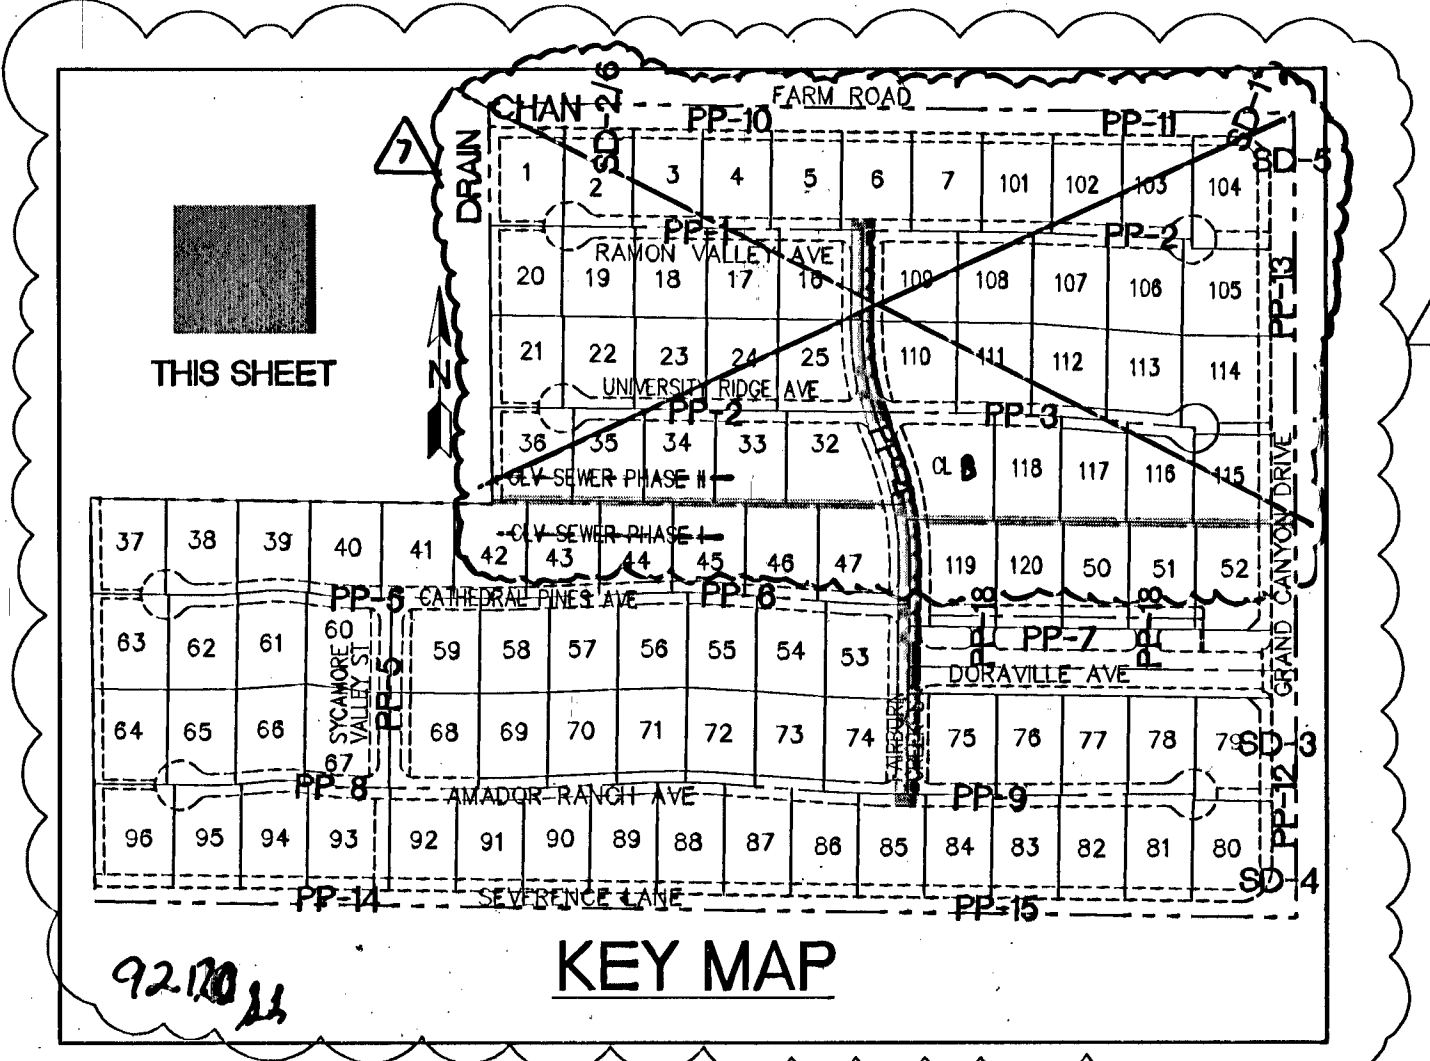 FARM ROAD
CHAN
SD-2/6
PP-10
PP-11
SD-1
SD-5
7
DRAIN
1 2 3 4 5 6 7 101 102 103 104
PP-1
PP-2
RAMON VALLEY AVE
20 19 18 17 16 109 108 107 106 105
PP-13
THIS SHEET
N
21 22 23 24 25 110 111 112 113 114
UNIVERSITY RIDGE AVE
PP-2
PP-3
36 35 34 33 32 CL B 118 117 116 115
CLV SEWER PHASE II
GRAND CANYON DRIVE
CLV SEWER PHASE I
37 38 39 40 41 42 43 44 45 46 47 119 120 50 51 52
PP-6
CATHEDRAL PINES AVE
PP-6
PP-18
PP-18
PP-7
63 62 61 60 59 58 57 56 55 54 53
SYCAMORE
VALLEY ST
PP-5
DORAVILLE AVE
64 65 66 67 68 69 70 71 72 73 74 75 76 77 78 79
SD-3
PP-8
AMADOR RANCH AVE
PP-9
PP-12
96 95 94 93 92 91 90 89 88 87 86 85 84 83 82 81 80
SD-4
PP-14
SEVERENCE LANE
PP-15
KEY MAP